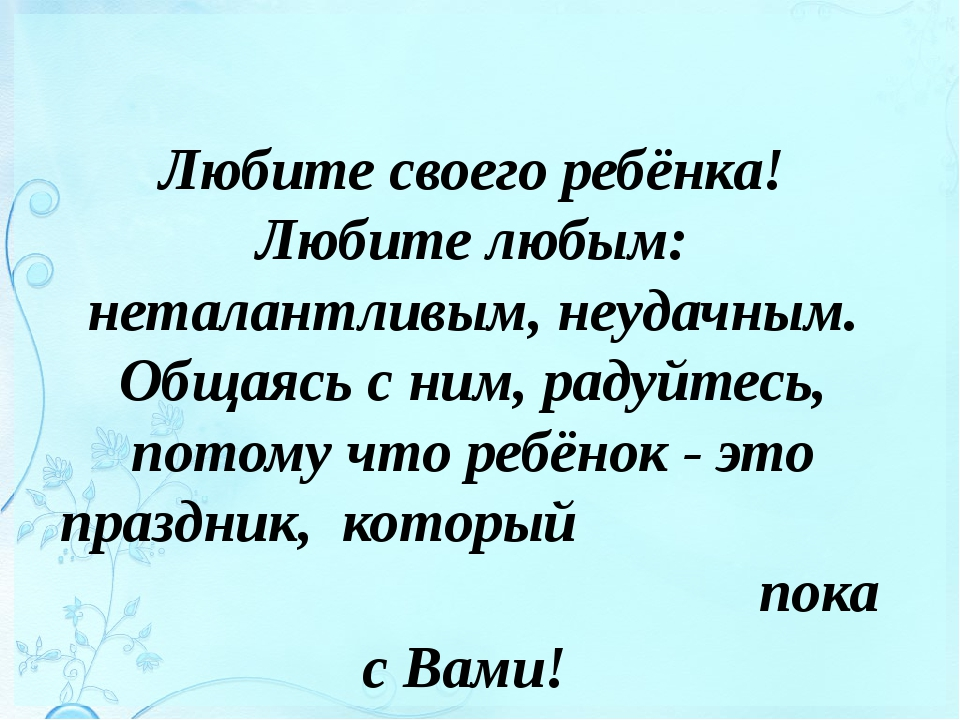 Любите своего ребёнка!
Любите любым:
неталантливым, неудачным.
Общаясь с ним, радуйтесь,
потому что ребёнок - это
праздник, который
пока
с Вами!